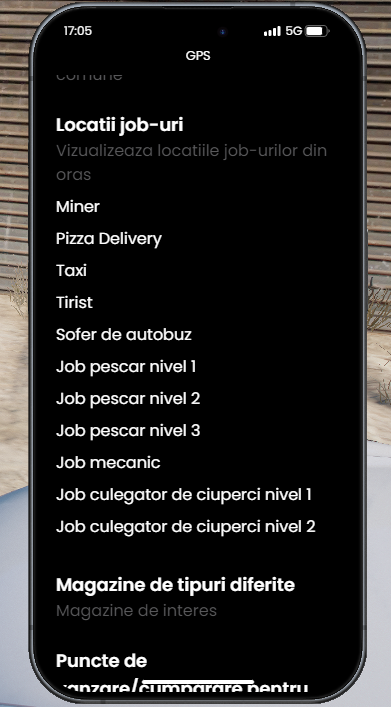 17:05
5G
GPS
comune
Locatii job-uri
Vizualizeaza locatiile job-urilor din
oras
Miner
Pizza Delivery
Taxi
Tirist
Sofer de autobuz
Job pescar nivel 1
Job pescar nivel 2
Job pescar nivel 3
Job mecanic
Job culegator de ciuperci nivel 1
Job culegator de ciuperci nivel 2
Magazine de tipuri diferite
Magazine de interes
Puncte de
vanzare/cumparare pentru